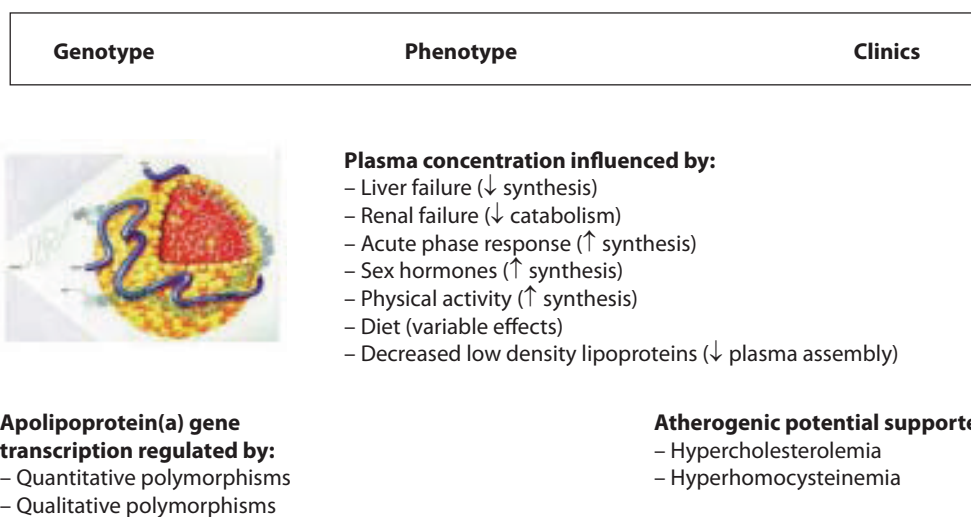 Genotype Phenotype Clinics
Plasma concentration influenced by:
– Liver failure (↓ synthesis)
– Renal failure (↓ catabolism)
– Acute phase response (↑ synthesis)
– Sex hormones (↑ synthesis)
– Physical activity (↑ synthesis)
– Diet (variable effects)
– Decreased low density lipoproteins (↓ plasma assembly)
Apolipoprotein(a) gene
transcription regulated by:
– Quantitative polymorphisms
– Qualitative polymorphisms
Atherogenic potential supporte
– Hypercholesterolemia
– Hyperhomocysteinemia